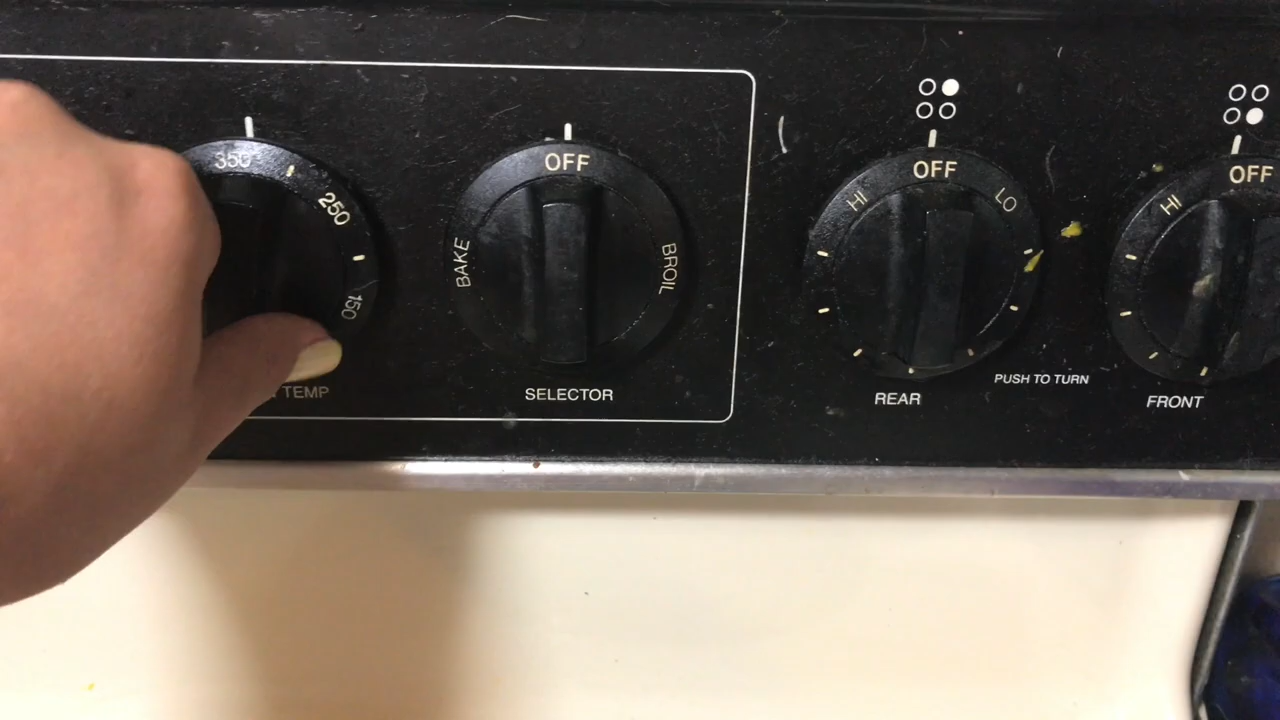 350
250
150
TEMP
OFF
BAKE
BROIL
SELECTOR
OFF
HI
LO
REAR
PUSH TO TURN
OFF
HI
FRONT